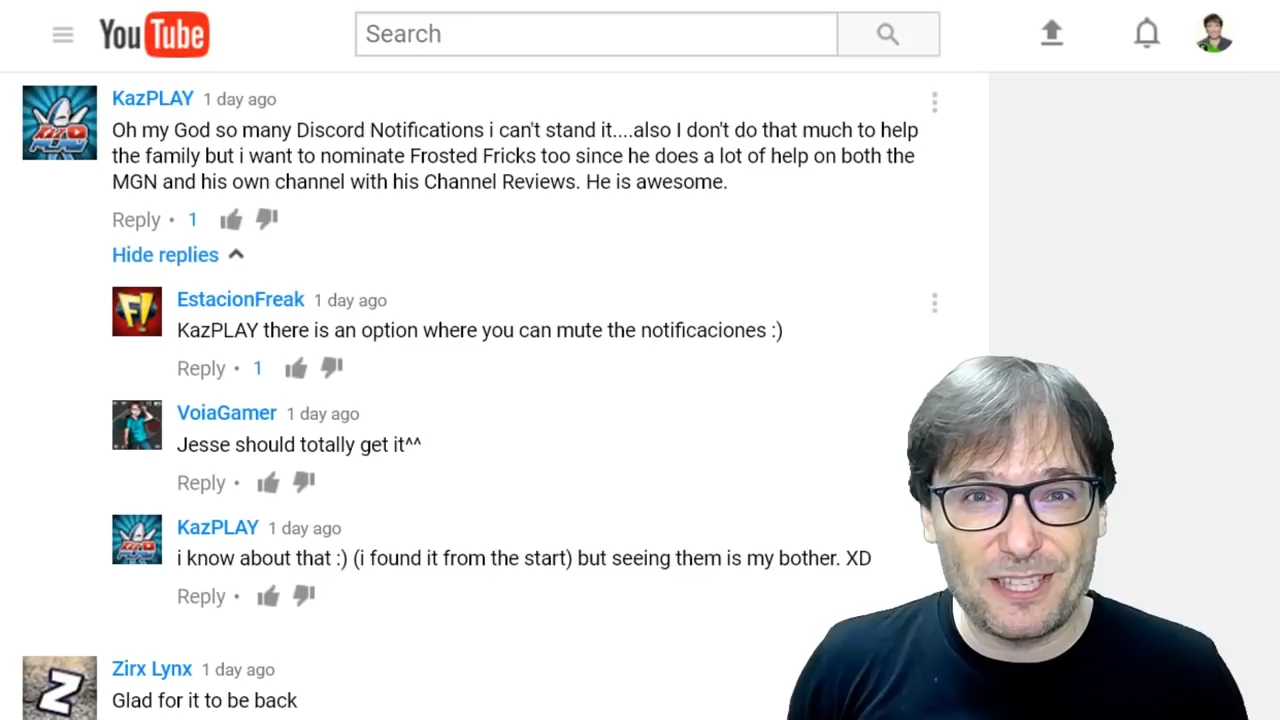 YouTube
Search
KazPLAY 1 day ago
Oh my God so many Discord Notifications i can't stand it....also I don't do that much to help
the family but i want to nominate Frosted Fricks too since he does a lot of help on both the
MGN and his own channel with his Channel Reviews. He is awesome.
Reply • 1
Hide replies
EstacionFreak 1 day ago
KazPLAY there is an option where you can mute the notificaciones :)
Reply • 1
VoiaGamer 1 day ago
Jesse should totally get it^^
Reply •
KazPLAY 1 day ago
i know about that :) (i found it from the start) but seeing them is my bother. XD
Reply •
Zirx Lynx 1 day ago
Glad for it to be back
F!
Z